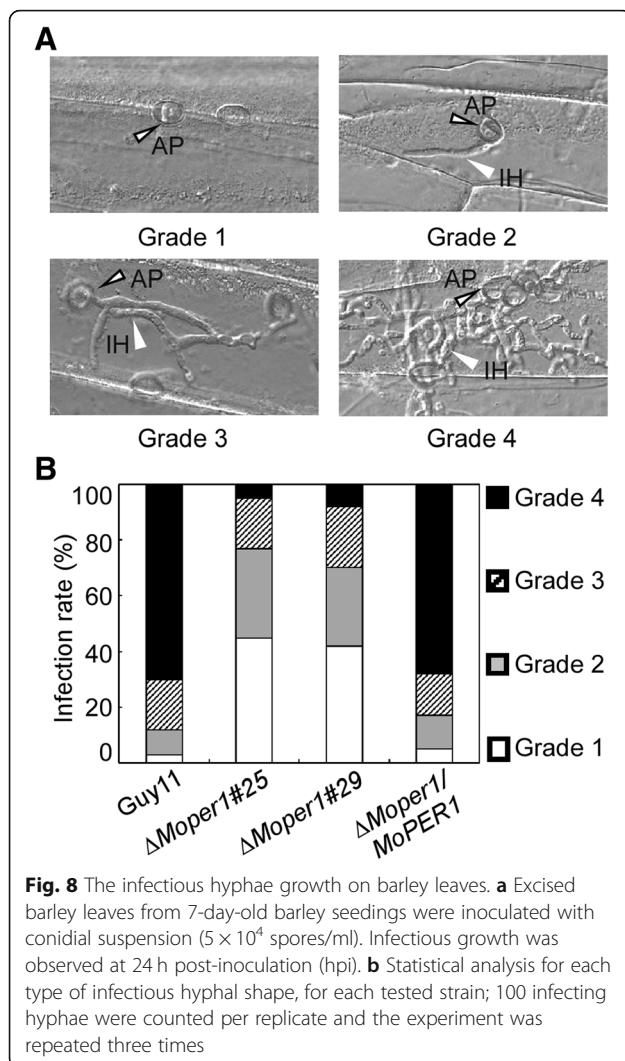 A
AP
Grade 1
AP
IH
Grade 2
AP
IH
Grade 3
AP
IH
Grade 4
B
Infection rate (%)
100
80
60
40
20
0
Guy11
ΔMoper1#25
ΔMoper1#29
ΔMoper1/
MoPER1
Grade 4
Grade 3
Grade 2
Grade 1
Fig. 8 The infectious hyphae growth on barley leaves. a Excised
barley leaves from 7-day-old barley seedings were inoculated with
conidial suspension (5 × 10⁴ spores/ml). Infectious growth was
observed at 24 h post-inoculation (hpi). b Statistical analysis for each
type of infectious hyphal shape, for each tested strain; 100 infecting
hyphae were counted per replicate and the experiment was
repeated three times